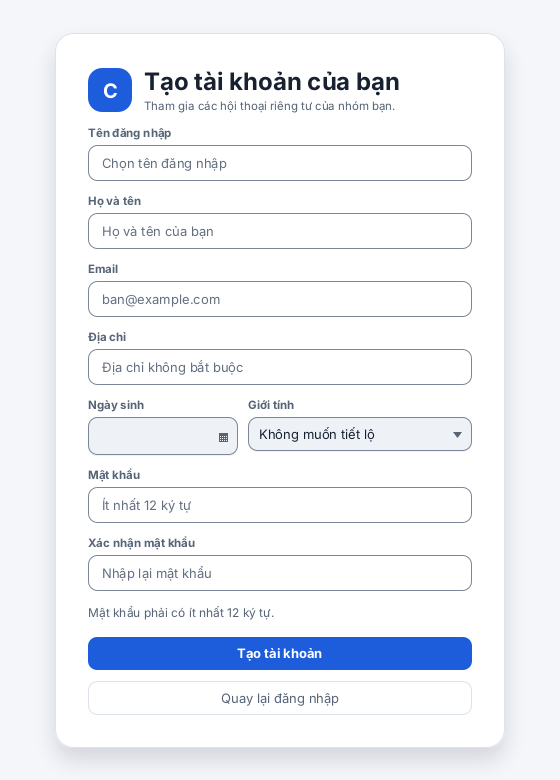 C
Tạo tài khoản của bạn
Tham gia các hội thoại riêng tư của nhóm bạn.
Tên đăng nhập
Chọn tên đăng nhập
Họ và tên
Họ và tên của bạn
Email
ban@example.com
Địa chỉ
Địa chỉ không bắt buộc
Ngày sinh
Giới tính
Không muốn tiết lộ
Mật khẩu
Ít nhất 12 ký tự
Xác nhận mật khẩu
Nhập lại mật khẩu
Mật khẩu phải có ít nhất 12 ký tự.
Tạo tài khoản
Quay lại đăng nhập